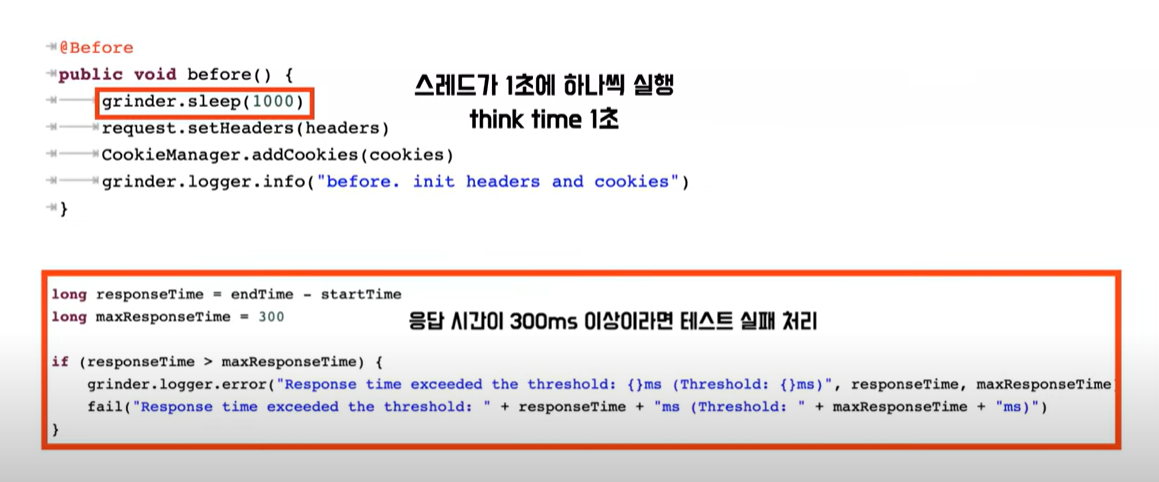 @Before
public void before() {
grinder.sleep(1000)
request.setHeaders(headers)
CookieManager.addCookies(cookies)
grinder.logger.info("before. init headers and cookies")
}
스레드가 1초에 하나씩 실행
think time 1초
long responseTime = endTime - startTime
long maxResponseTime = 300
응답 시간이 300ms 이상이라면 테스트 실패 처리
if (responseTime > maxResponseTime) {
grinder.logger.error("Response time exceeded the threshold: {}ms (Threshold: {}ms)", responseTime, maxResponseTime
fail("Response time exceeded the threshold: " + responseTime + "ms (Threshold: " + maxResponseTime + "ms)")
}